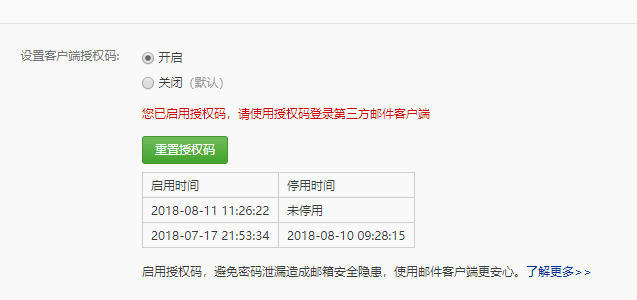 设置客户端授权码:
开启
关闭（默认）
您已启用授权码，请使用授权码登录第三方邮件客户端
重置授权码
启用时间 停用时间
2018-08-11 11:26:22 未停用
2018-07-17 21:53:34 2018-08-10 09:28:15
启用授权码，避免密码泄漏造成邮箱安全隐患，使用邮件客户端更安心。了解更多>>